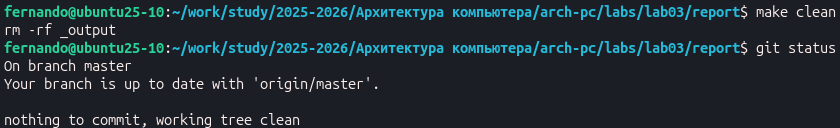 fernando@ubuntu25-10:~/work/study/2025-2026/Архитектура компьютера/arch-pc/labs/lab03/report$ make clean
rm -rf _output
fernando@ubuntu25-10:~/work/study/2025-2026/Архитектура компьютера/arch-pc/labs/lab03/report$ git status
On branch master
Your branch is up to date with 'origin/master'.
nothing to commit, working tree clean